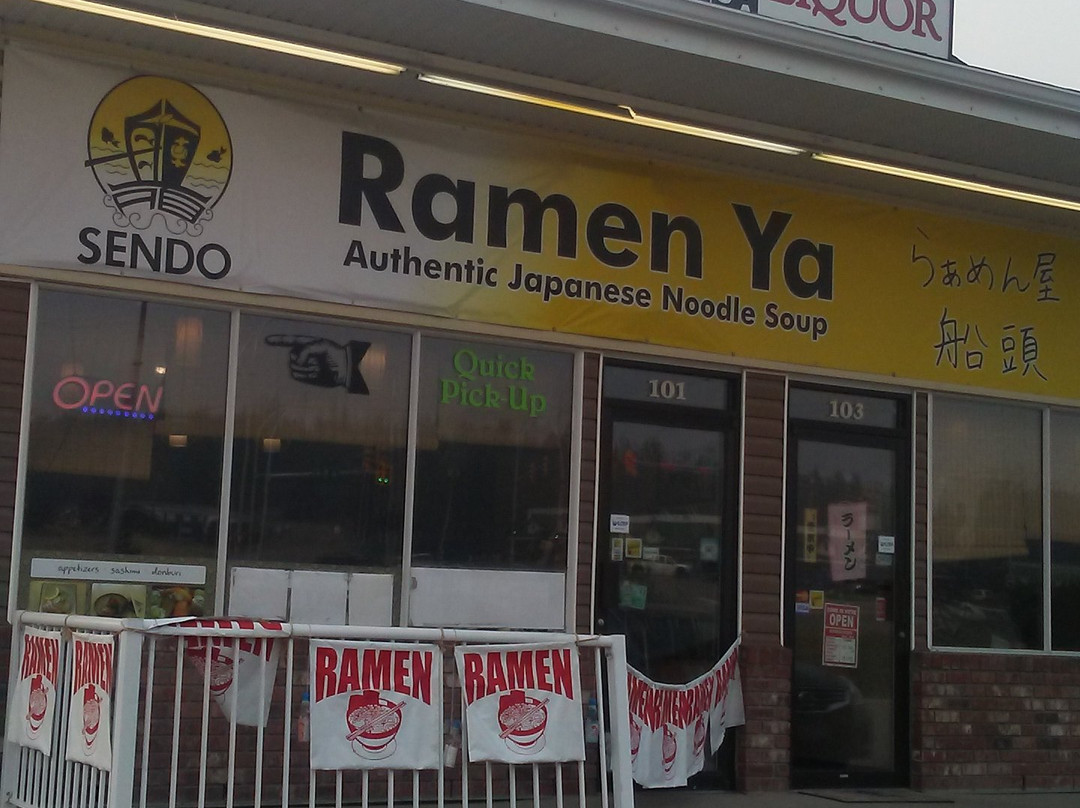 LIQUOR
SENDO
Ramen Ya
Authentic Japanese Noodle Soup
らぁめん屋
船頭
OPEN
Quick
Pick-Up
101
103
ラーメン
OPEN
appetizers sashimi donburi
RAMEN
RAMEN
RAMEN
RAMEN
RAMEN